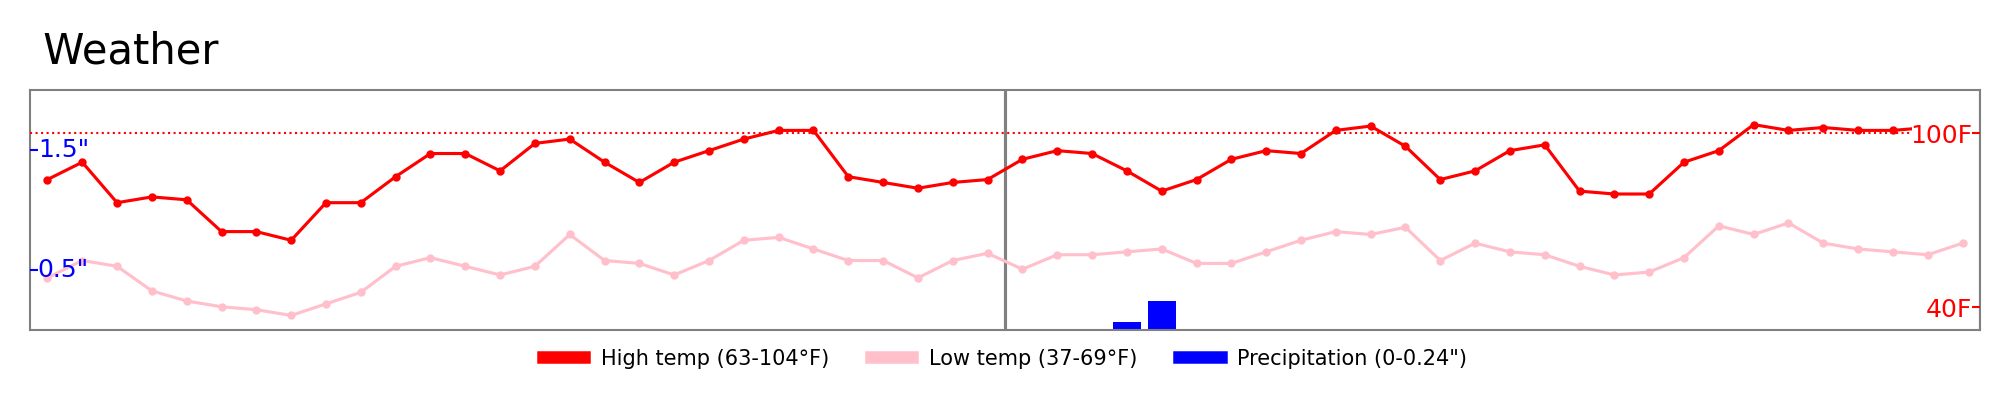 Weather
1.5"
100F
0.5"
40F
High temp (63-104°F) Low temp (37-69°F) Precipitation (0-0.24")